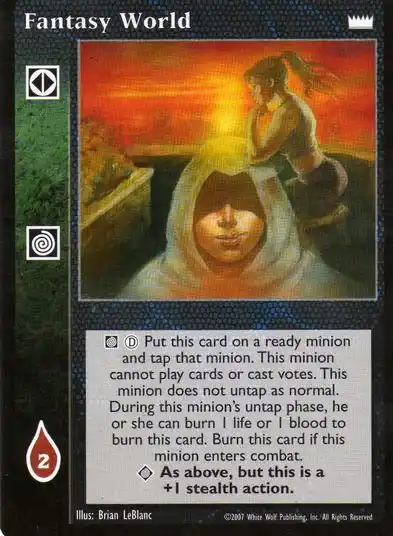 Fantasy World
Ⓓ Put this card on a ready minion
and tap that minion. This minion
cannot play cards or cast votes. This
minion does not untap as normal.
During this minion's untap phase, he
or she can burn 1 life or 1 blood to
burn this card. Burn this card if this
minion enters combat.
As above, but this is a
+1 stealth action.
2
Illus: Brian LeBlanc
©2007 White Wolf Publishing, Inc. All Rights Reserved